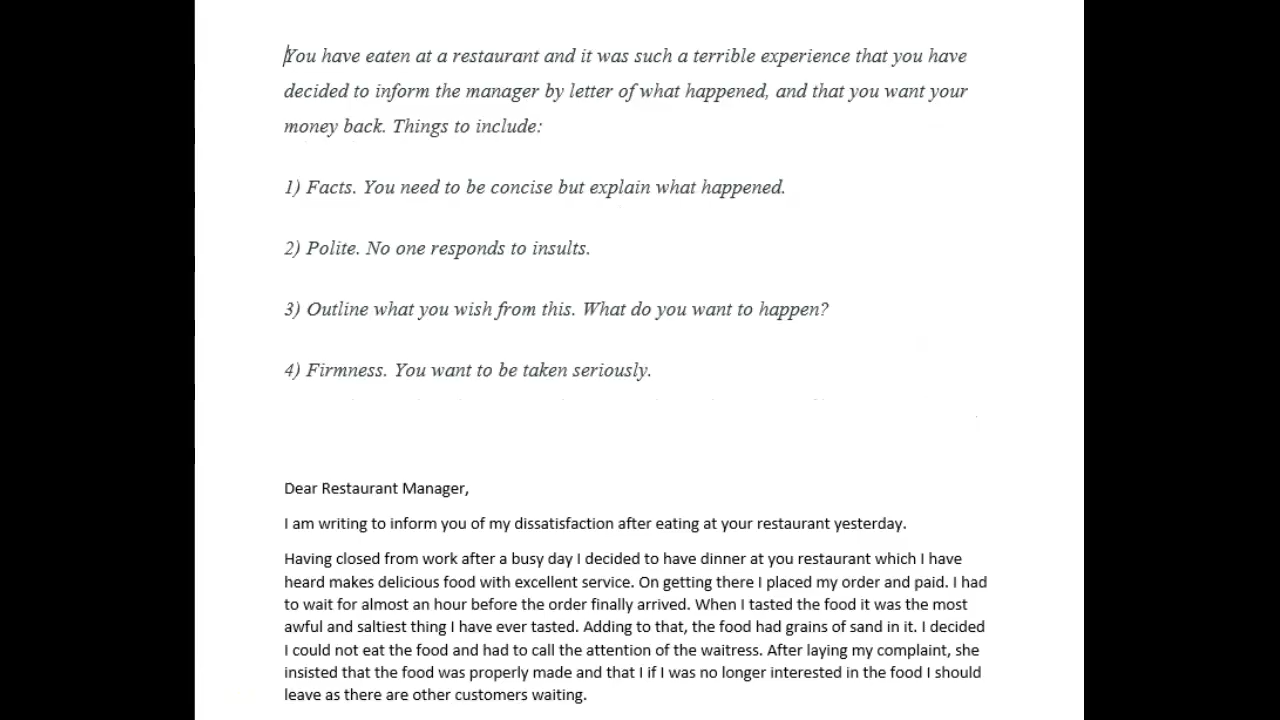 You have eaten at a restaurant and it was such a terrible experience that you have
decided to inform the manager by letter of what happened, and that you want your
money back. Things to include:
1) Facts. You need to be concise but explain what happened.
2) Polite. No one responds to insults.
3) Outline what you wish from this. What do you want to happen?
4) Firmness. You want to be taken seriously.
Dear Restaurant Manager,
I am writing to inform you of my dissatisfaction after eating at your restaurant yesterday.
Having closed from work after a busy day I decided to have dinner at you restaurant which I have
heard makes delicious food with excellent service. On getting there I placed my order and paid. I had
to wait for almost an hour before the order finally arrived. When I tasted the food it was the most
awful and saltiest thing I have ever tasted. Adding to that, the food had grains of sand in it. I decided
I could not eat the food and had to call the attention of the waitress. After laying my complaint, she
insisted that the food was properly made and that I if I was no longer interested in the food I should
leave as there are other customers waiting.